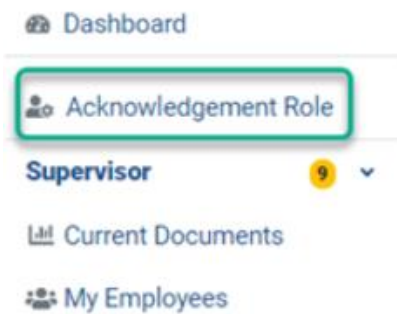 Dashboard
Acknowledgement Role
Supervisor 9
Current Documents
My Employees